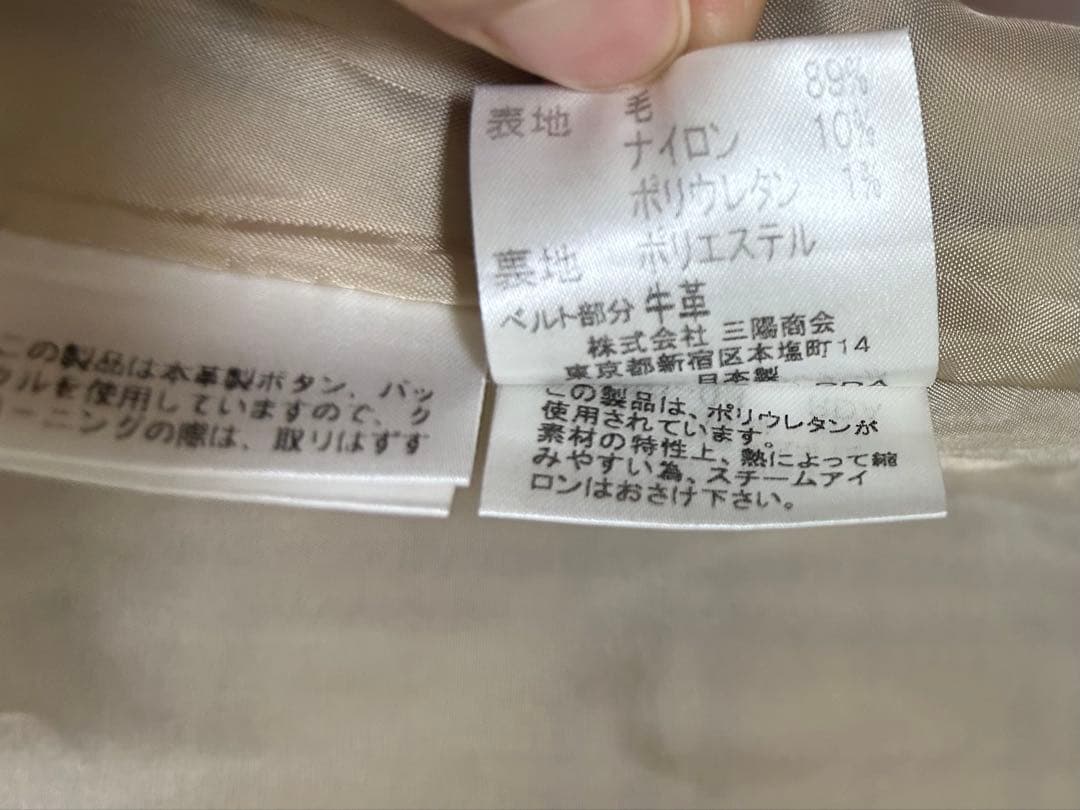 表地 毛 89%
ナイロン 10%
ポリウレタン 1%
裏地 ポリエステル
ベルト部分 牛革
株式会社 三陽商会
東京都新宿区本塩町14
日本製
この製品は、ポリウレタンが
使用されています。
素材の特性上、熱によって縮
みやすい為、スチームアイ
ロンはおさけ下さい。
この製品は本革製ボタン、バッ
クルを使用していますので、ク
ーニングの際は、取りはずす